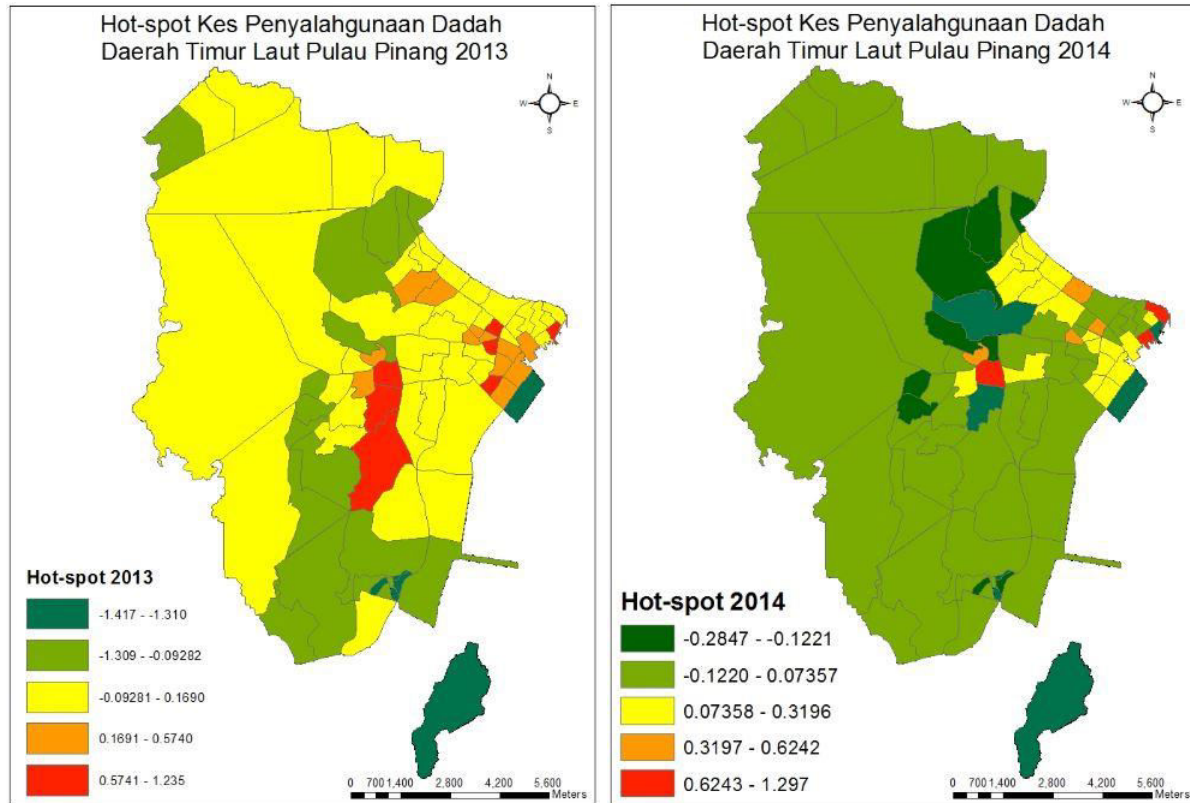 Hot-spot Kes Penyalahgunaan Dadah
Daerah Timur Laut Pulau Pinang 2013
N
W
E
S
Hot-spot 2013
-1.417 - -1.310
-1.309 - -0.09282
-0.09281 - 0.1690
0.1691 - 0.5740
0.5741 - 1.235
0 700 1,400 2,800 4,200 5,600
Meters
Hot-spot Kes Penyalahgunaan Dadah
Daerah Timur Laut Pulau Pinang 2014
N
W
E
S
Hot-spot 2014
-0.2847 - -0.1221
-0.1220 - 0.07357
0.07358 - 0.3196
0.3197 - 0.6242
0.6243 - 1.297
0 700 1,400 2,800 4,200 5,600
Meters